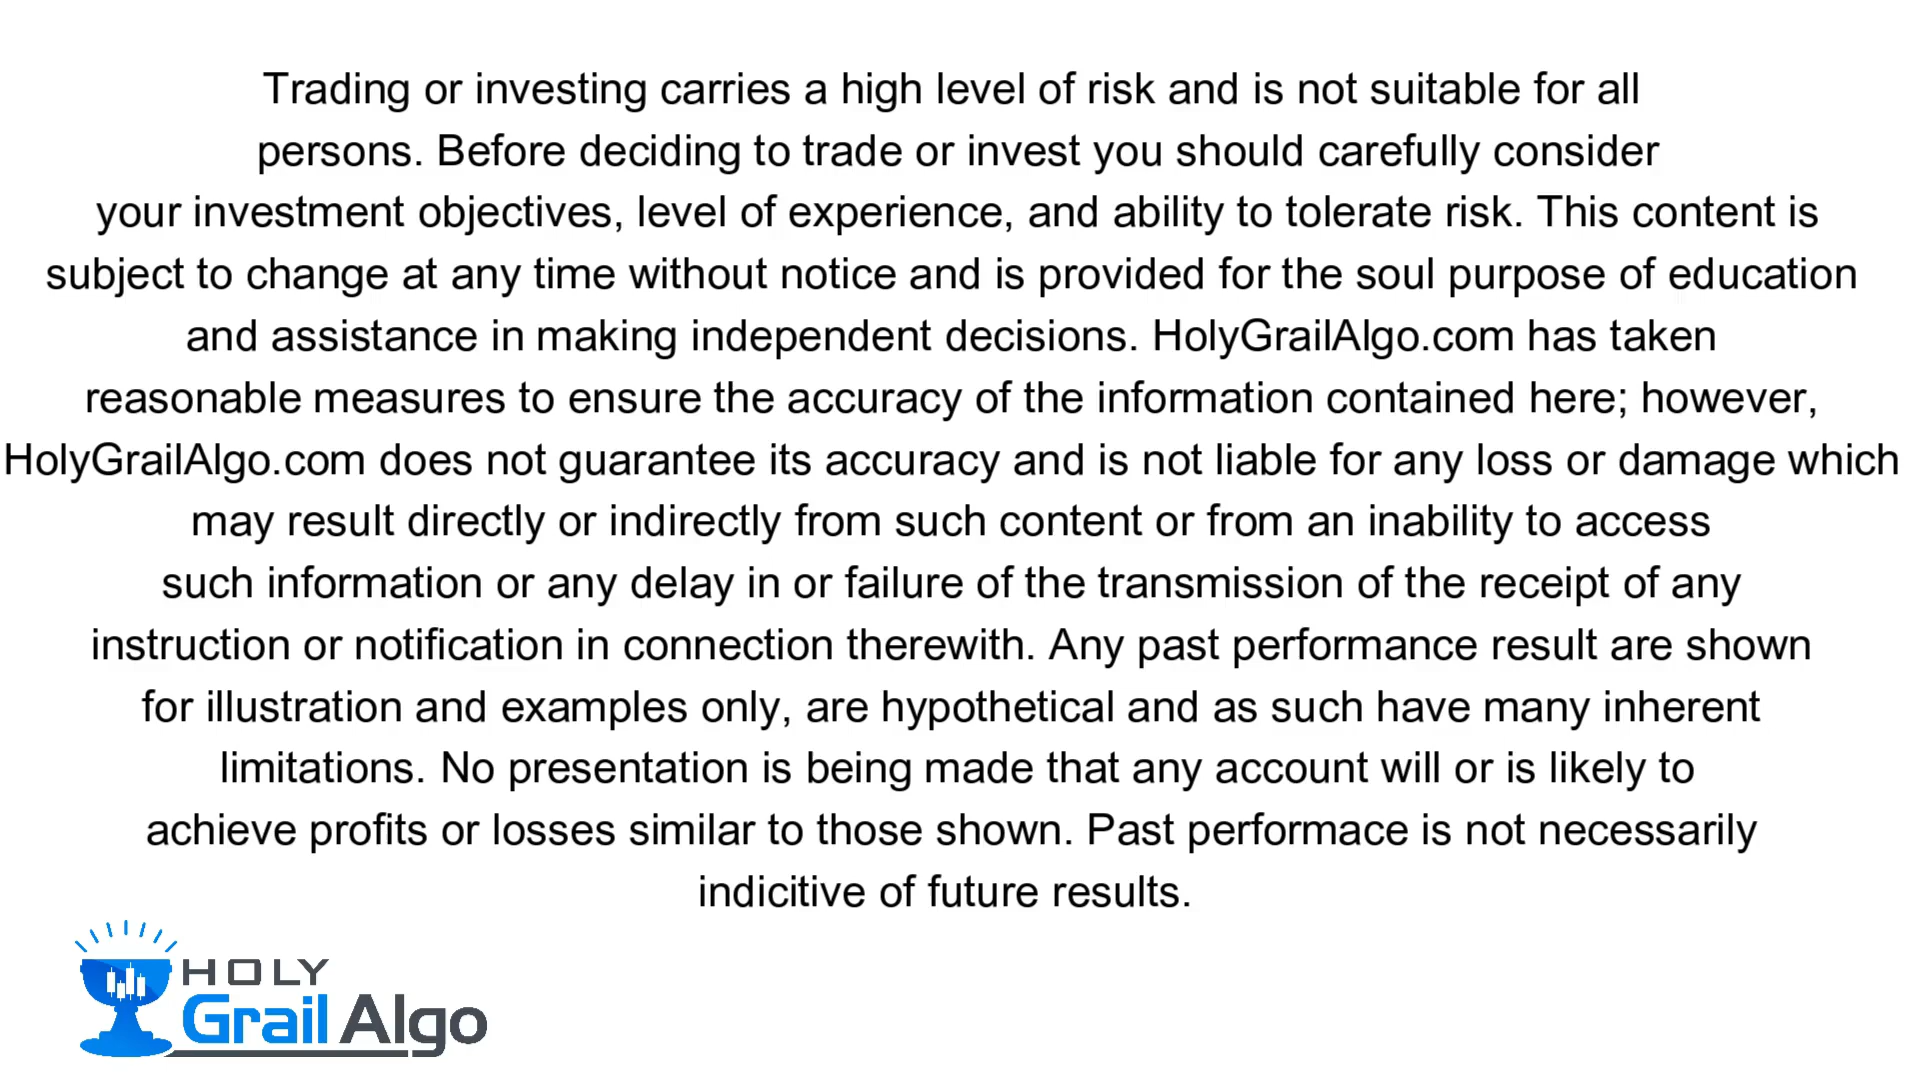 Trading or investing carries a high level of risk and is not suitable for all
persons. Before deciding to trade or invest you should carefully consider
your investment objectives, level of experience, and ability to tolerate risk. This content is
subject to change at any time without notice and is provided for the soul purpose of education
and assistance in making independent decisions. HolyGrailAlgo.com has taken
reasonable measures to ensure the accuracy of the information contained here; however,
HolyGrailAlgo.com does not guarantee its accuracy and is not liable for any loss or damage which
may result directly or indirectly from such content or from an inability to access
such information or any delay in or failure of the transmission of the receipt of any
instruction or notification in connection therewith. Any past performance result are shown
for illustration and examples only, are hypothetical and as such have many inherent
limitations. No presentation is being made that any account will or is likely to
achieve profits or losses similar to those shown. Past performace is not necessarily
indicitive of future results.
HOLY
Grail Algo